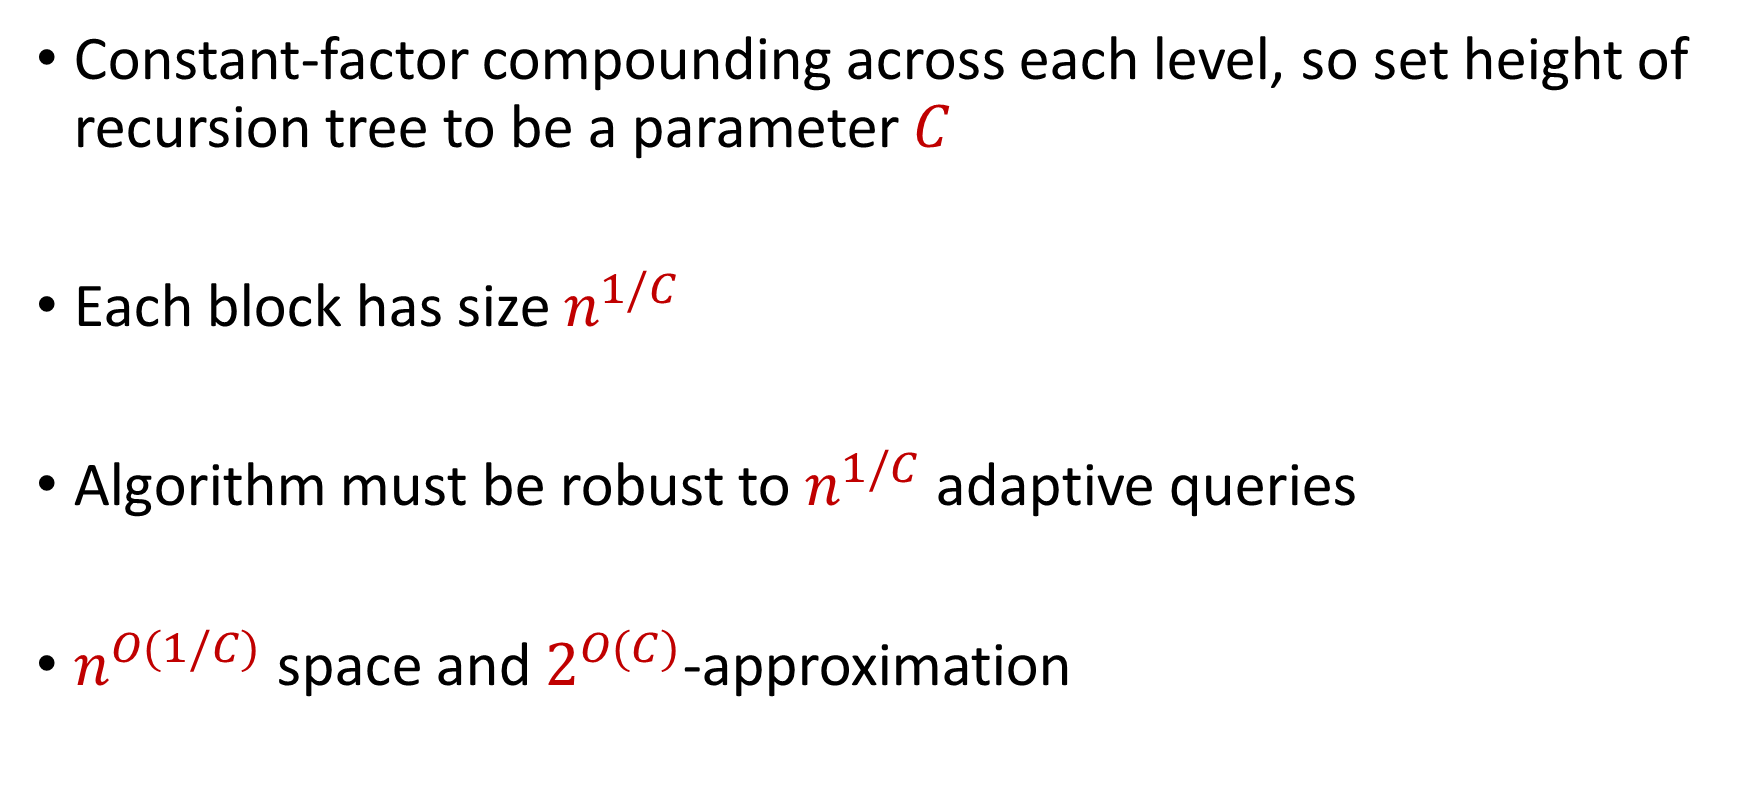 • Constant-factor compounding across each level, so set height of
recursion tree to be a parameter C
• Each block has size n^{1/C}
• Algorithm must be robust to n^{1/C} adaptive queries
• n^{O(1/C)} space and 2^{O(C)}-approximation